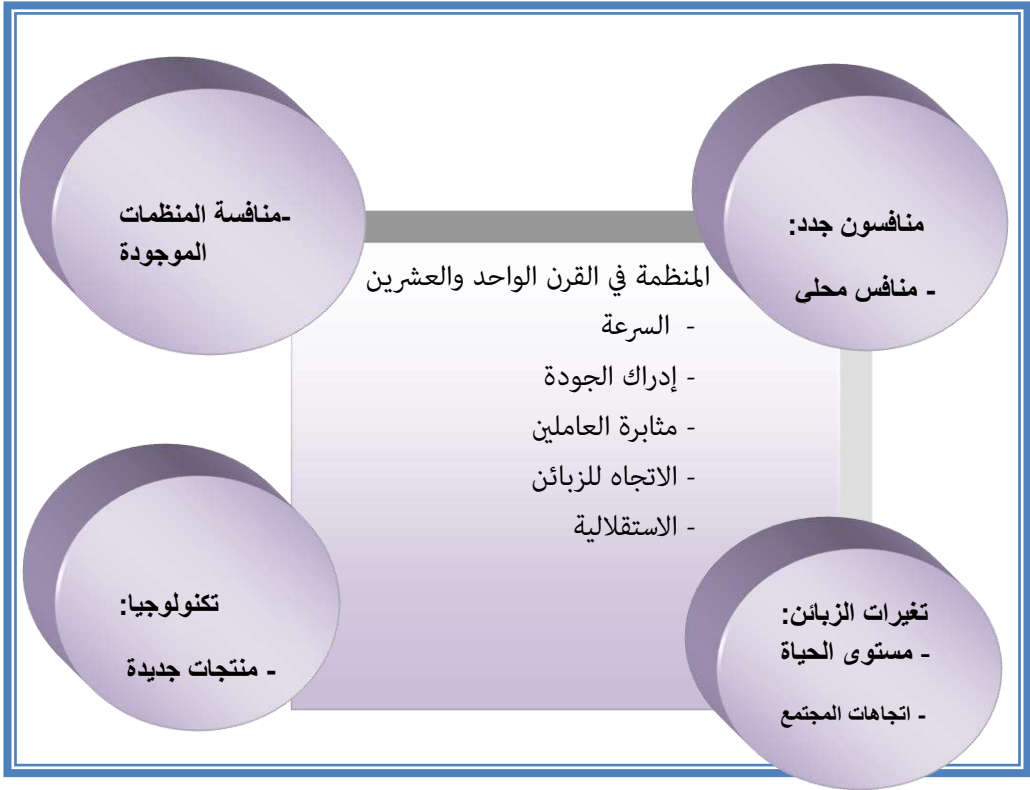 منافسون جدد:
- منافس محلى
-منافسة المنظمات
الموجودة
المنظمة في القرن الواحد والعشرين
- السرعة
- إدراك الجودة
- مثابرة العاملين
- الاتجاه للزبائن
- الاستقلالية
تغيرات الزبائن:
- مستوى الحياة
- اتجاهات المجتمع
تكنولوجيا:
- منتجات جديدة